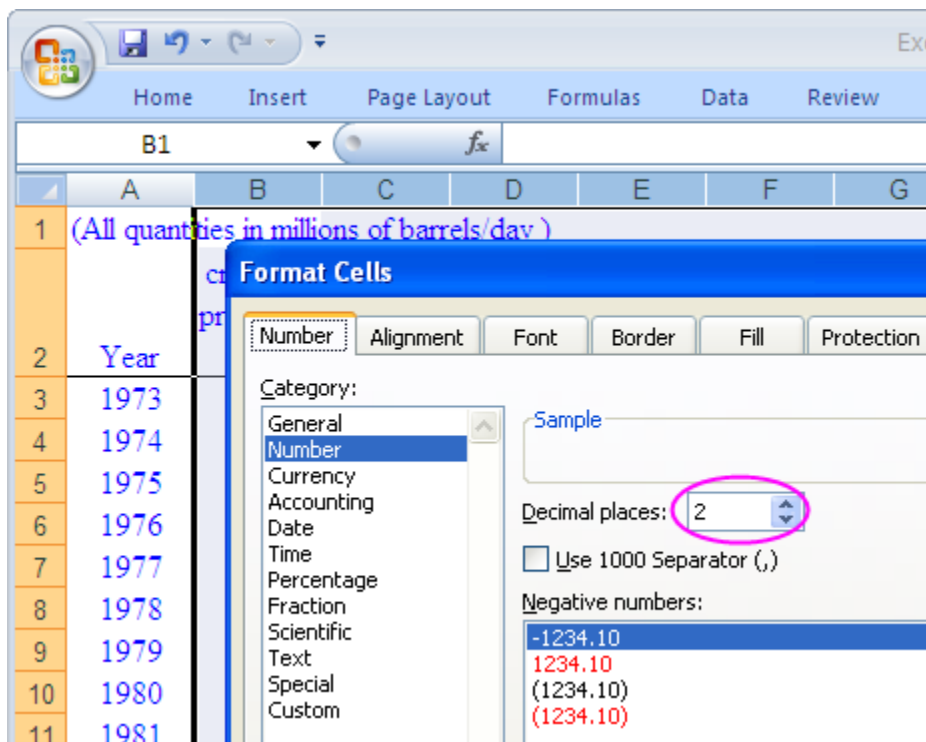 Exc
Home Insert Page Layout Formulas Data Review
B1 fx
A B C D E F G
1 (All quantities in millions of barrels/day )
cr
pr
2 Year
3 1973
4 1974
5 1975
6 1976
7 1977
8 1978
9 1979
10 1980
11 1981
Format Cells
Number Alignment Font Border Fill Protection
Category:
General
Number
Currency
Accounting
Date
Time
Percentage
Fraction
Scientific
Text
Special
Custom
Sample
Decimal places: 2
Use 1000 Separator (,)
Negative numbers:
-1234.10
1234.10
(1234.10)
(1234.10)